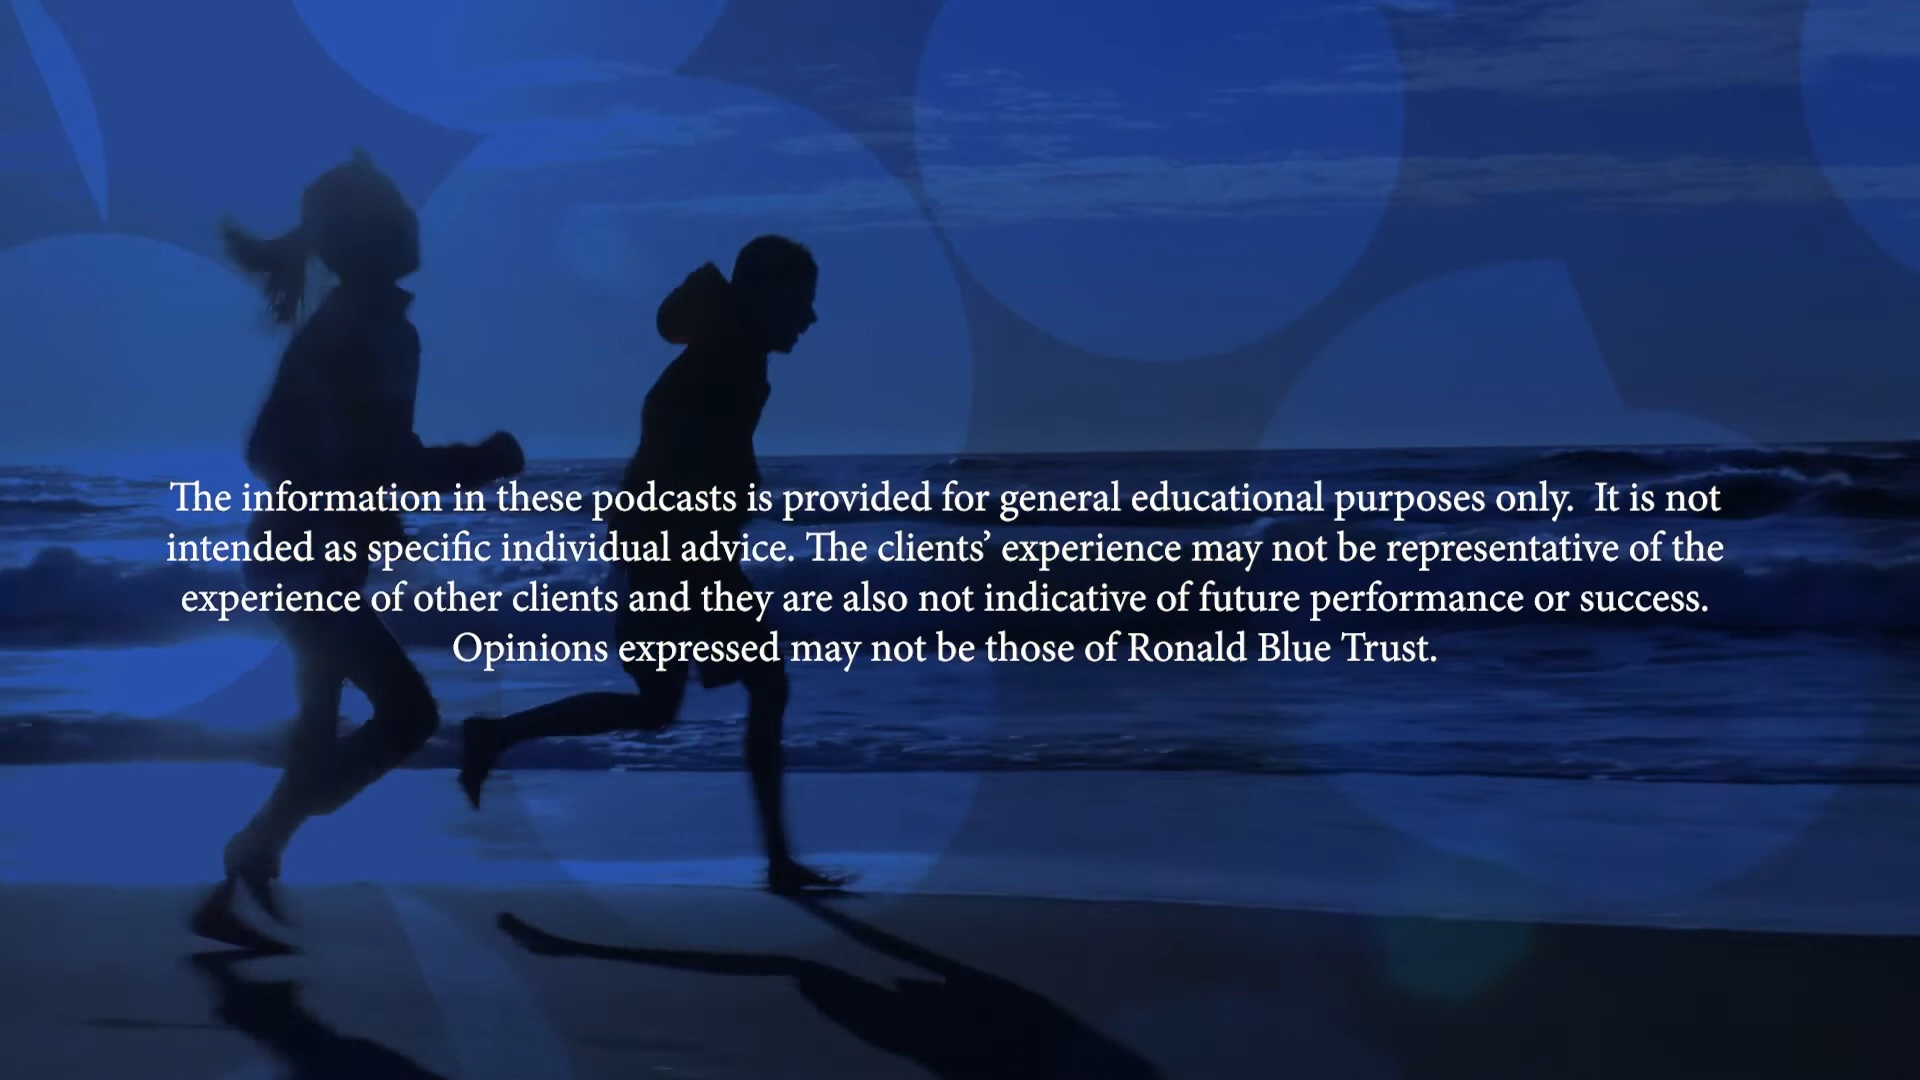 The information in these podcasts is provided for general educational purposes only.  It is not
intended as specific individual advice. The clients’ experience may not be representative of the
experience of other clients and they are also not indicative of future performance or success.
Opinions expressed may not be those of Ronald Blue Trust.